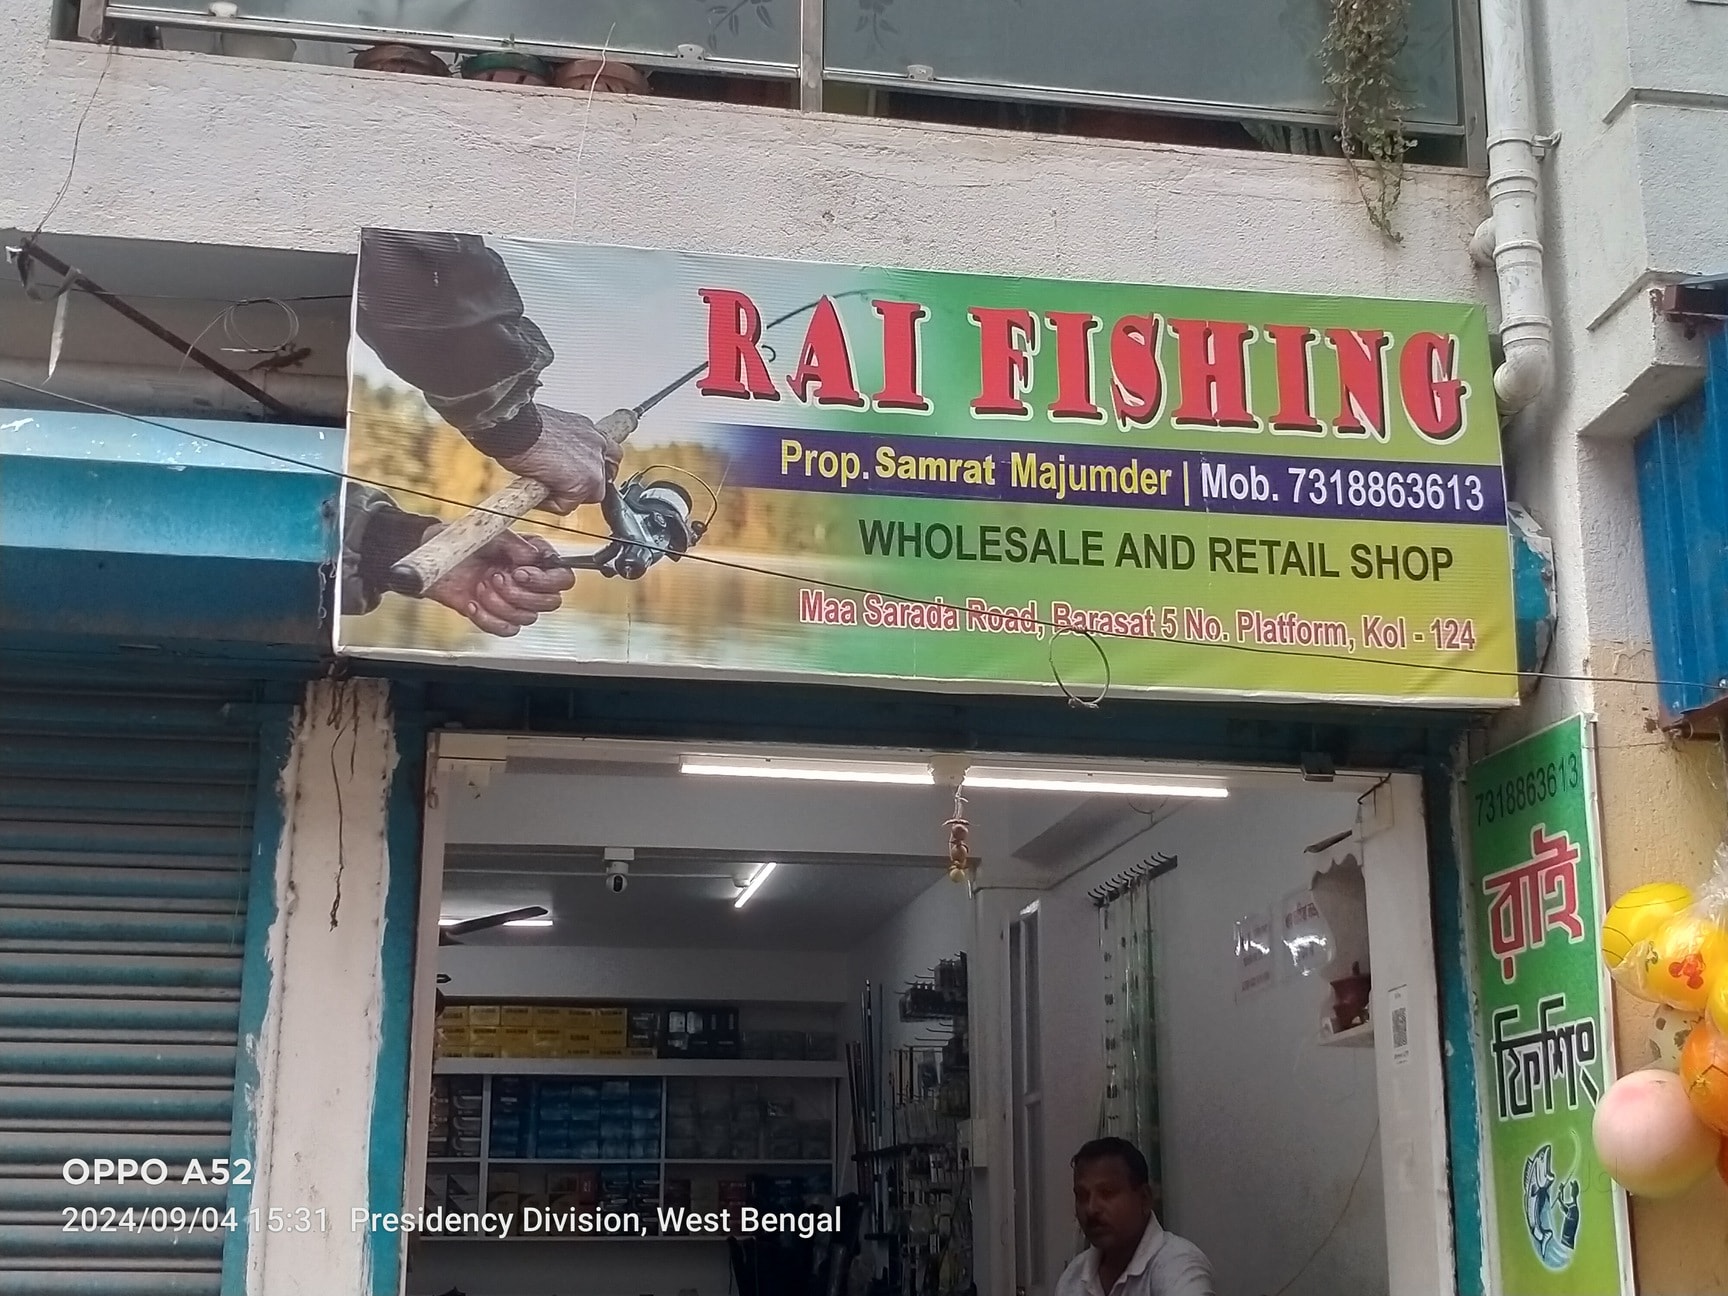 RAI FISHING
Prop. Samrat Majumder | Mob. 7318863613
WHOLESALE AND RETAIL SHOP
Maa Sarada Road, Barasat 5 No. Platform, Kol - 124
7318863613
রাই
ফিশিং
OPPO A52
2024/09/04 15:31 Presidency Division, West Bengal